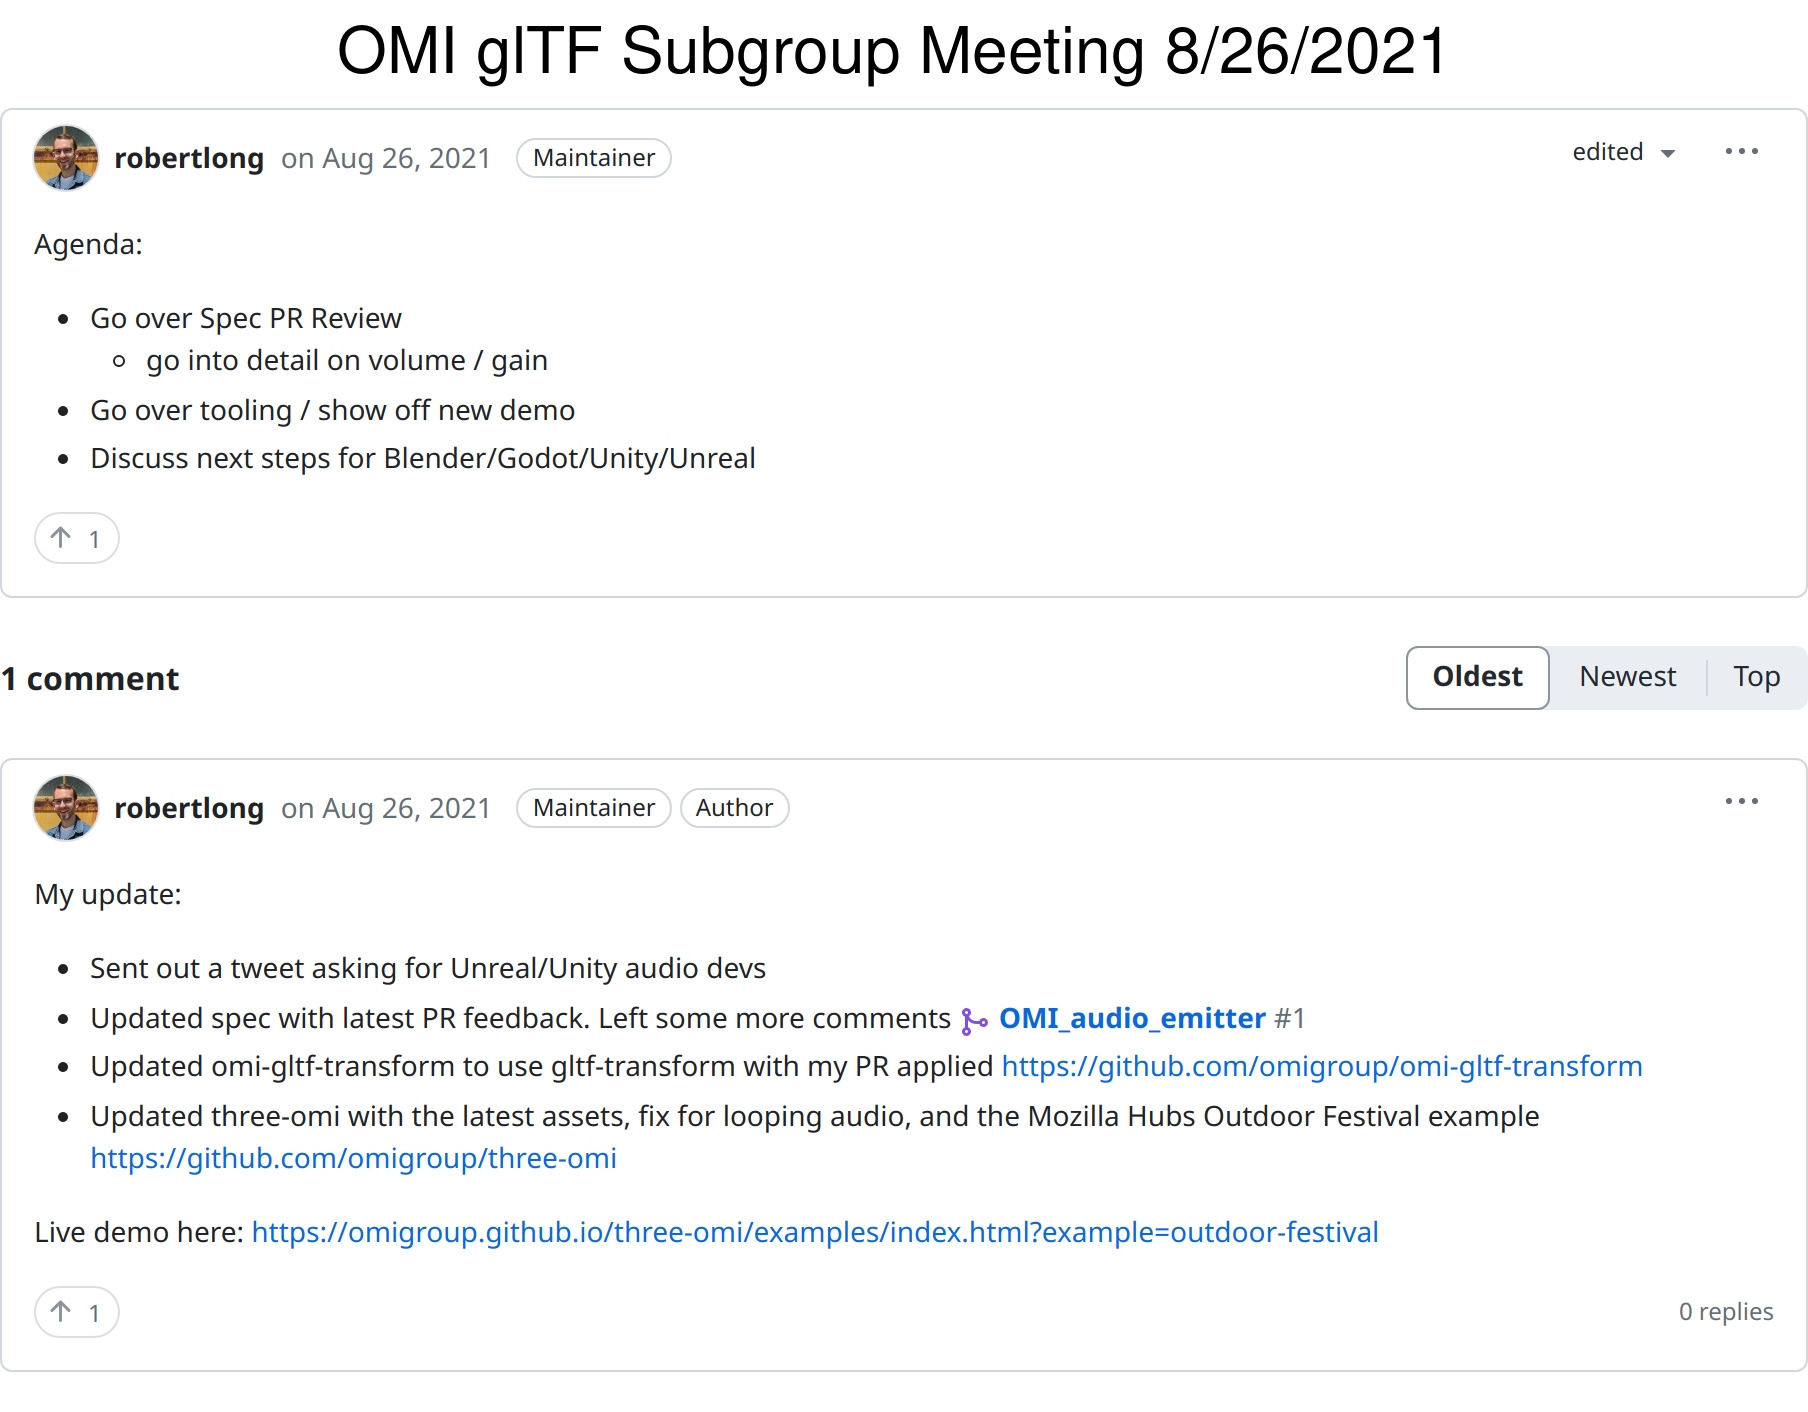 OMI glTF Subgroup Meeting 8/26/2021
robertlong on Aug 26, 2021 Maintainer edited
Agenda:
Go over Spec PR Review
go into detail on volume / gain
Go over tooling / show off new demo
Discuss next steps for Blender/Godot/Unity/Unreal
1
1 comment Oldest Newest Top
robertlong on Aug 26, 2021 Maintainer Author
My update:
Sent out a tweet asking for Unreal/Unity audio devs
Updated spec with latest PR feedback. Left some more comments OMI_audio_emitter #1
Updated omi-gltf-transform to use gltf-transform with my PR applied https://github.com/omigroup/omi-gltf-transform
Updated three-omi with the latest assets, fix for looping audio, and the Mozilla Hubs Outdoor Festival example
https://github.com/omigroup/three-omi
Live demo here: https://omigroup.github.io/three-omi/examples/index.html?example=outdoor-festival
1 0 replies